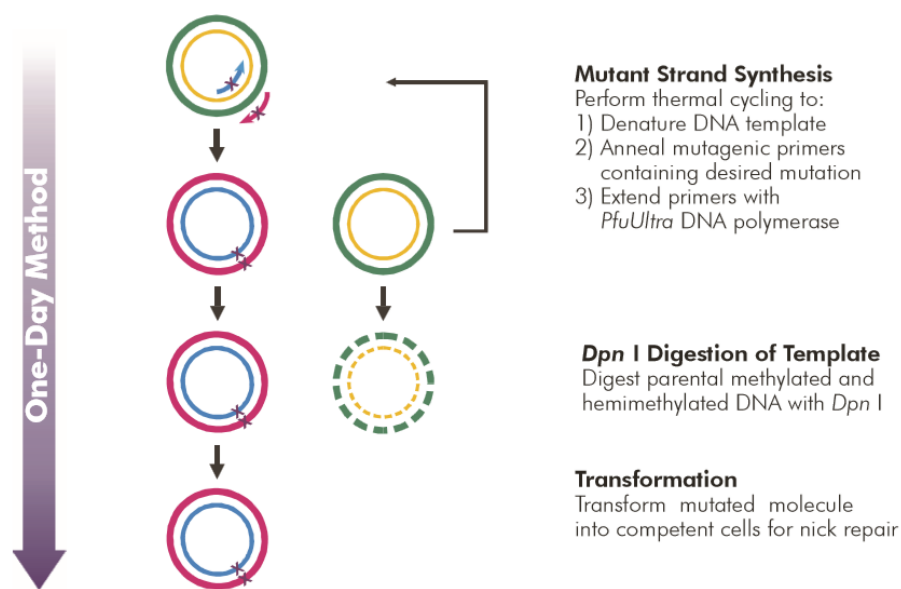 One-Day Method
Mutant Strand Synthesis
Perform thermal cycling to:
1) Denature DNA template
2) Anneal mutagenic primers
containing desired mutation
3) Extend primers with
PfuUltra DNA polymerase
Dpn I Digestion of Template
Digest parental methylated and
hemimethylated DNA with Dpn I
Transformation
Transform mutated molecule
into competent cells for nick repair